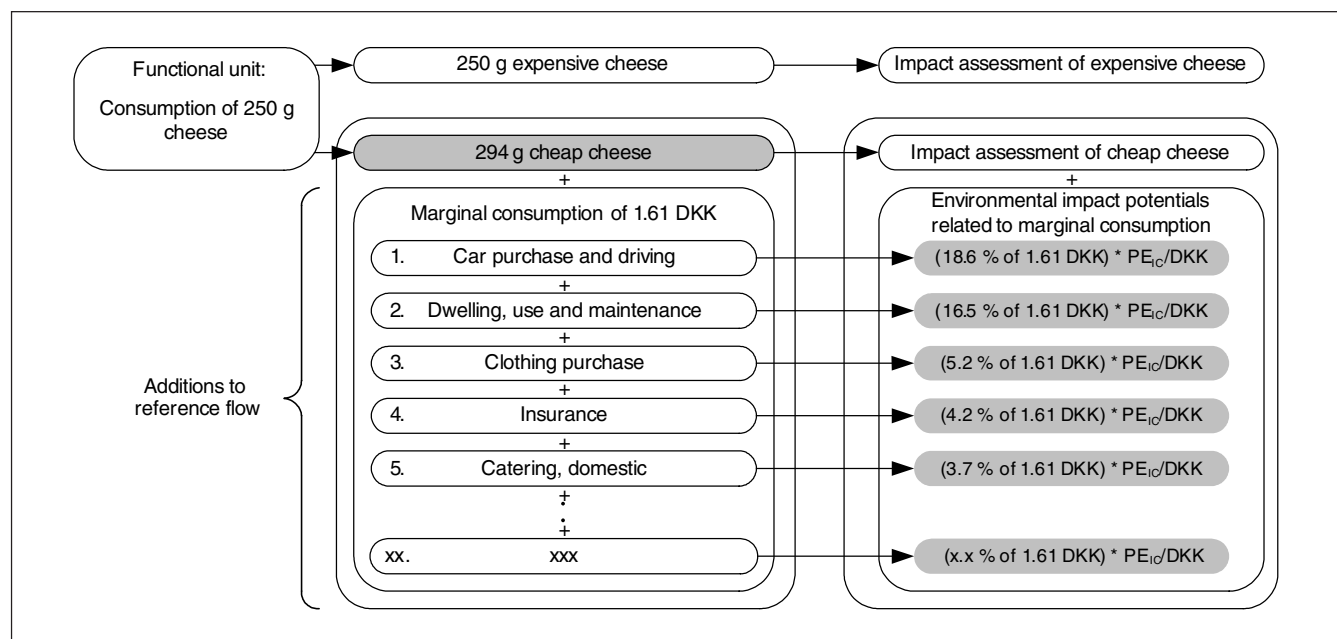 Functional unit:
Consumption of 250 g
cheese
250 g expensive cheese
Impact assessment of expensive cheese
294 g cheap cheese
Impact assessment of cheap cheese
+
+
Additions to
reference flow
Marginal consumption of 1.61 DKK
Environmental impact potentials
related to marginal consumption
1. Car purchase and driving
(18.6 % of 1.61 DKK) * PE_IC/DKK
+
2. Dwelling, use and maintenance
(16.5 % of 1.61 DKK) * PE_IC/DKK
+
3. Clothing purchase
(5.2 % of 1.61 DKK) * PE_IC/DKK
+
4. Insurance
(4.2 % of 1.61 DKK) * PE_IC/DKK
+
5. Catering, domestic
(3.7 % of 1.61 DKK) * PE_IC/DKK
+
.
.
+
xx. xxx
(x.x % of 1.61 DKK) * PE_IC/DKK